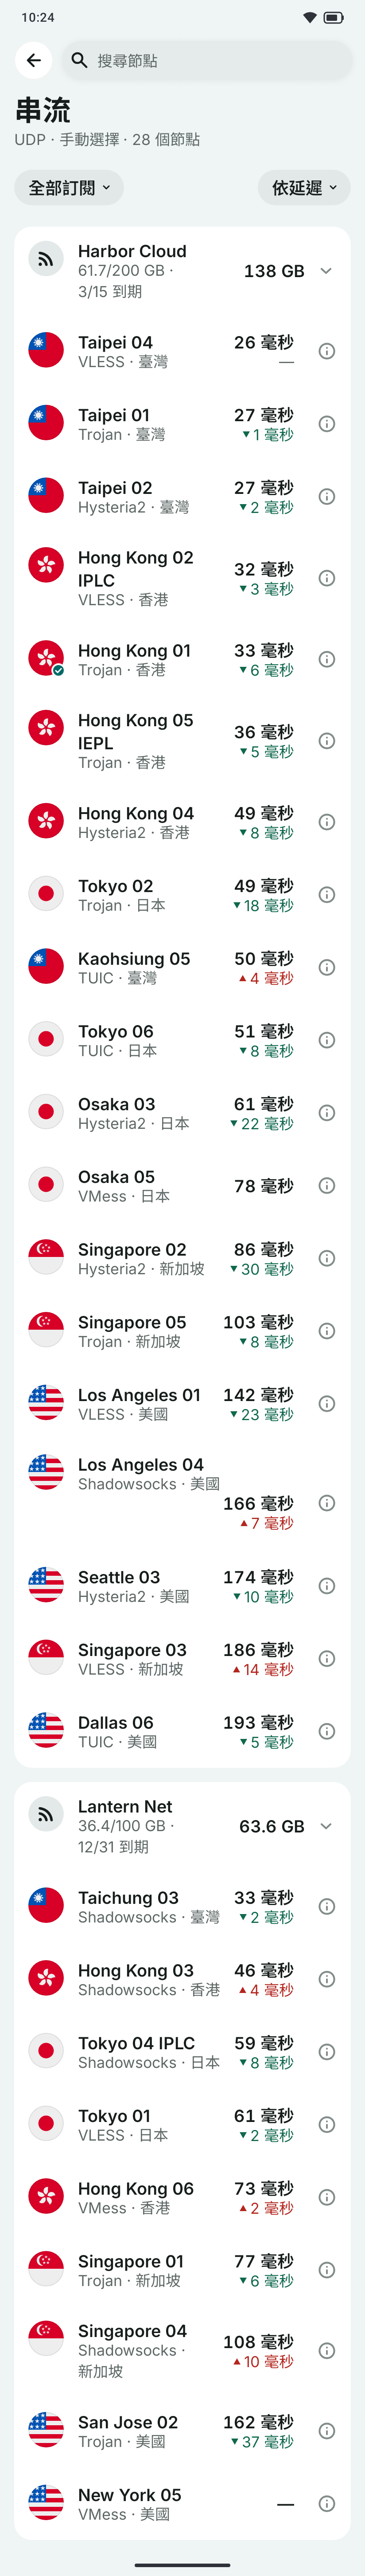 10:24
搜尋節點
串流
UDP · 手動選擇 · 28 個節點
全部訂閱
依延遲
Harbor Cloud
61.7/200 GB ·
3/15 到期
138 GB
Taipei 04
VLESS · 臺灣
26 毫秒
—
Taipei 01
Trojan · 臺灣
27 毫秒
▼1 毫秒
Taipei 02
Hysteria2 · 臺灣
27 毫秒
▼2 毫秒
Hong Kong 02
IPLC
VLESS · 香港
32 毫秒
▼3 毫秒
Hong Kong 01
Trojan · 香港
33 毫秒
▼6 毫秒
Hong Kong 05
IEPL
Trojan · 香港
36 毫秒
▼5 毫秒
Hong Kong 04
Hysteria2 · 香港
49 毫秒
▼8 毫秒
Tokyo 02
Trojan · 日本
49 毫秒
▼18 毫秒
Kaohsiung 05
TUIC · 臺灣
50 毫秒
▲4 毫秒
Tokyo 06
TUIC · 日本
51 毫秒
▼8 毫秒
Osaka 03
Hysteria2 · 日本
61 毫秒
▼22 毫秒
Osaka 05
VMess · 日本
78 毫秒
Singapore 02
Hysteria2 · 新加坡
86 毫秒
▼30 毫秒
Singapore 05
Trojan · 新加坡
103 毫秒
▼8 毫秒
Los Angeles 01
VLESS · 美國
142 毫秒
▼23 毫秒
Los Angeles 04
Shadowsocks · 美國
166 毫秒
▲7 毫秒
Seattle 03
Hysteria2 · 美國
174 毫秒
▼10 毫秒
Singapore 03
VLESS · 新加坡
186 毫秒
▲14 毫秒
Dallas 06
TUIC · 美國
193 毫秒
▼5 毫秒
Lantern Net
36.4/100 GB ·
12/31 到期
63.6 GB
Taichung 03
Shadowsocks · 臺灣
33 毫秒
▼2 毫秒
Hong Kong 03
Shadowsocks · 香港
46 毫秒
▲4 毫秒
Tokyo 04 IPLC
Shadowsocks · 日本
59 毫秒
▼8 毫秒
Tokyo 01
VLESS · 日本
61 毫秒
▼2 毫秒
Hong Kong 06
VMess · 香港
73 毫秒
▲2 毫秒
Singapore 01
Trojan · 新加坡
77 毫秒
▼6 毫秒
Singapore 04
Shadowsocks ·
新加坡
108 毫秒
▲10 毫秒
San Jose 02
Trojan · 美國
162 毫秒
▼37 毫秒
New York 05
VMess · 美國
—